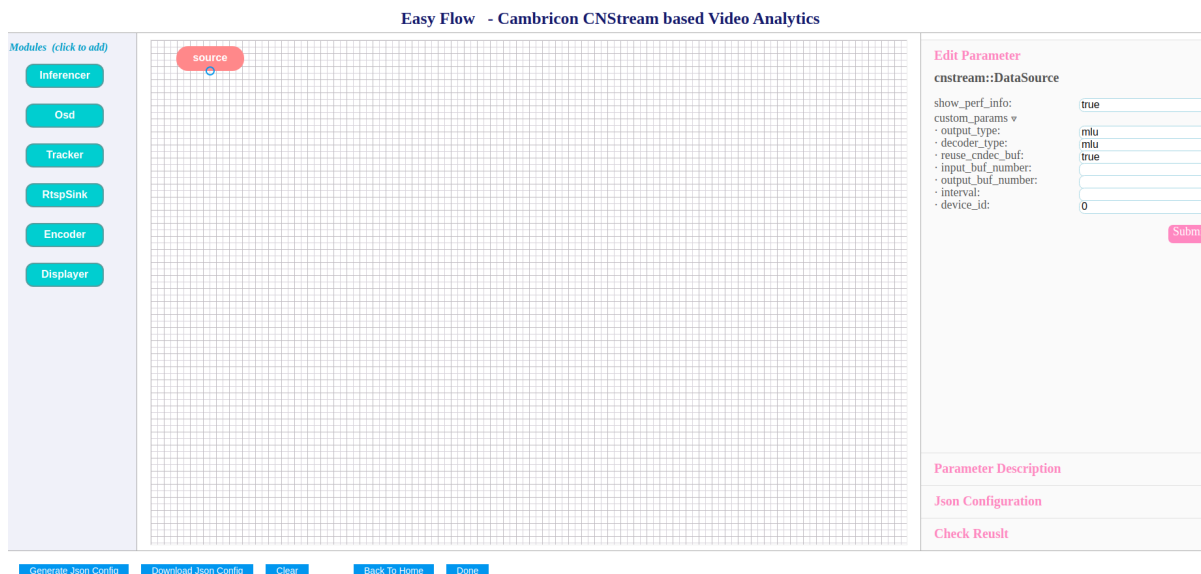 Easy Flow - Cambricon CNStream based Video Analytics
Modules (click to add)
Inferencer
Osd
Tracker
RtspSink
Encoder
Displayer
source
Edit Parameter
cnstream::DataSource
show_perf_info: true
custom_params
· output_type: mlu
· decoder_type: mlu
· reuse_cndec_buf: true
· input_buf_number:
· output_buf_number:
· interval:
· device_id: 0
Subm
Parameter Description
Json Configuration
Check Reuslt
Generate Json Config Download Json Config Clear Back To Home Done